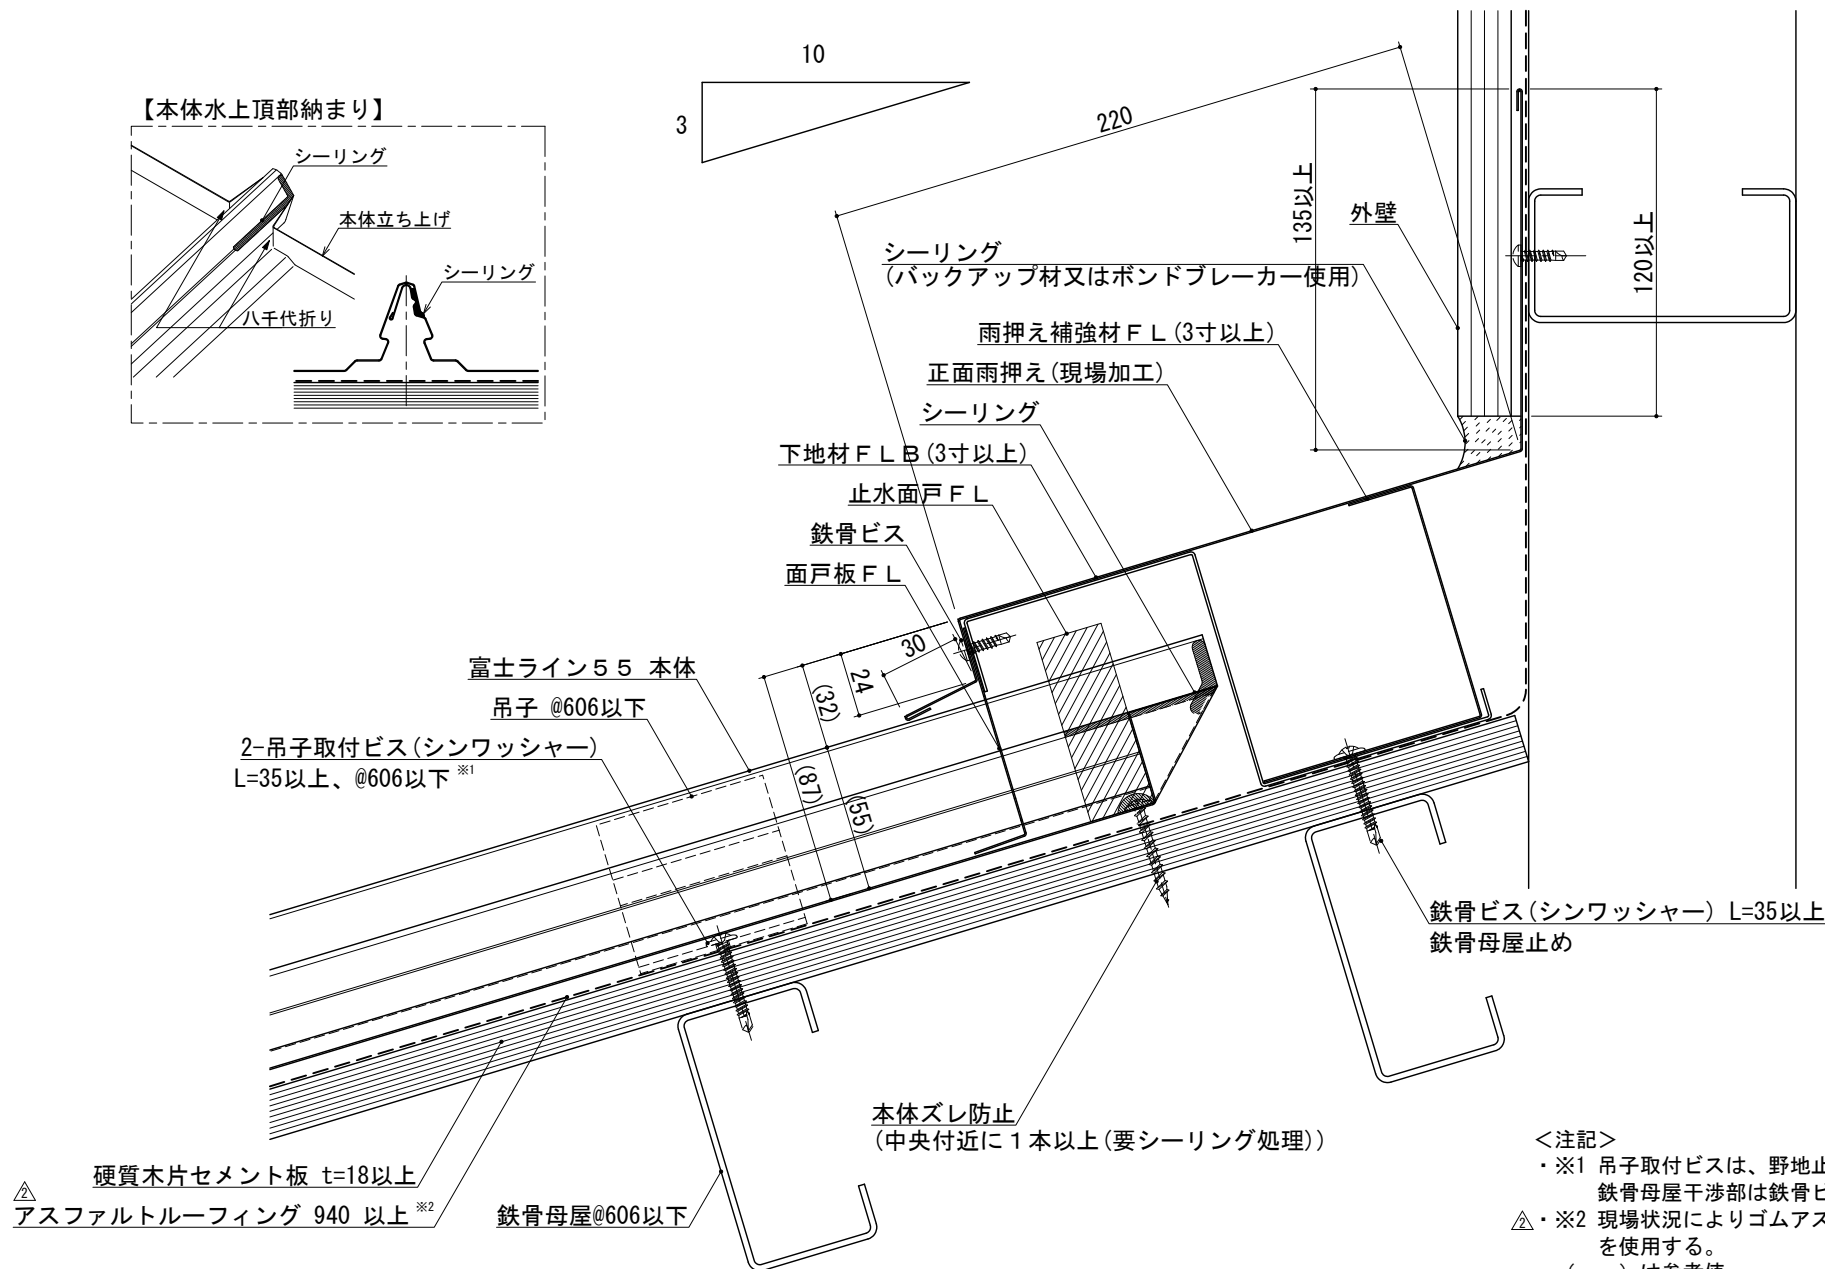 【本体水上頂部納まり】
シーリング
本体立ち上げ
シーリング
八千代折り
10
3
220
135以上
外壁
120以上
シーリング
(バックアップ材又はボンドブレーカー使用)
雨押え補強材ＦＬ(3寸以上)
正面雨押え(現場加工)
シーリング
下地材ＦＬＢ(3寸以上)
止水面戸ＦＬ
鉄骨ビス
面戸板ＦＬ
30
24
(32)
(87)
(55)
富士ライン５５ 本体
吊子 @606以下
2-吊子取付ビス(シンワッシャー)
L=35以上、@606以下 ※1
鉄骨ビス(シンワッシャー) L=35以上
鉄骨母屋止め
本体ズレ防止
(中央付近に１本以上(要シーリング処理))
硬質木片セメント板 t=18以上
2
アスファルトルーフィング 940 以上 ※2
鉄骨母屋@606以下
＜注記＞
・※1 吊子取付ビスは、野地止
鉄骨母屋干渉部は鉄骨ビ
2 ・※2 現場状況によりゴムアス
を使用する。